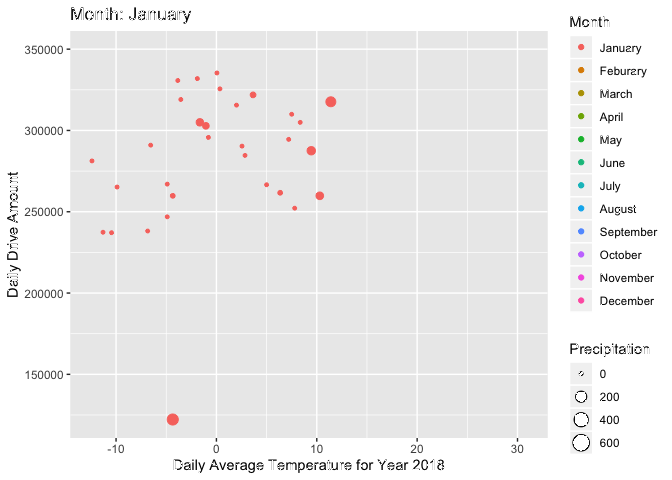 Month: January
350000
300000
250000
200000
150000
Daily Drive Amount
-10
0
10
20
30
Daily Average Temperature for Year 2018
Month
January
Feburary
March
April
May
June
July
August
September
October
November
December
Precipitation
0
200
400
600